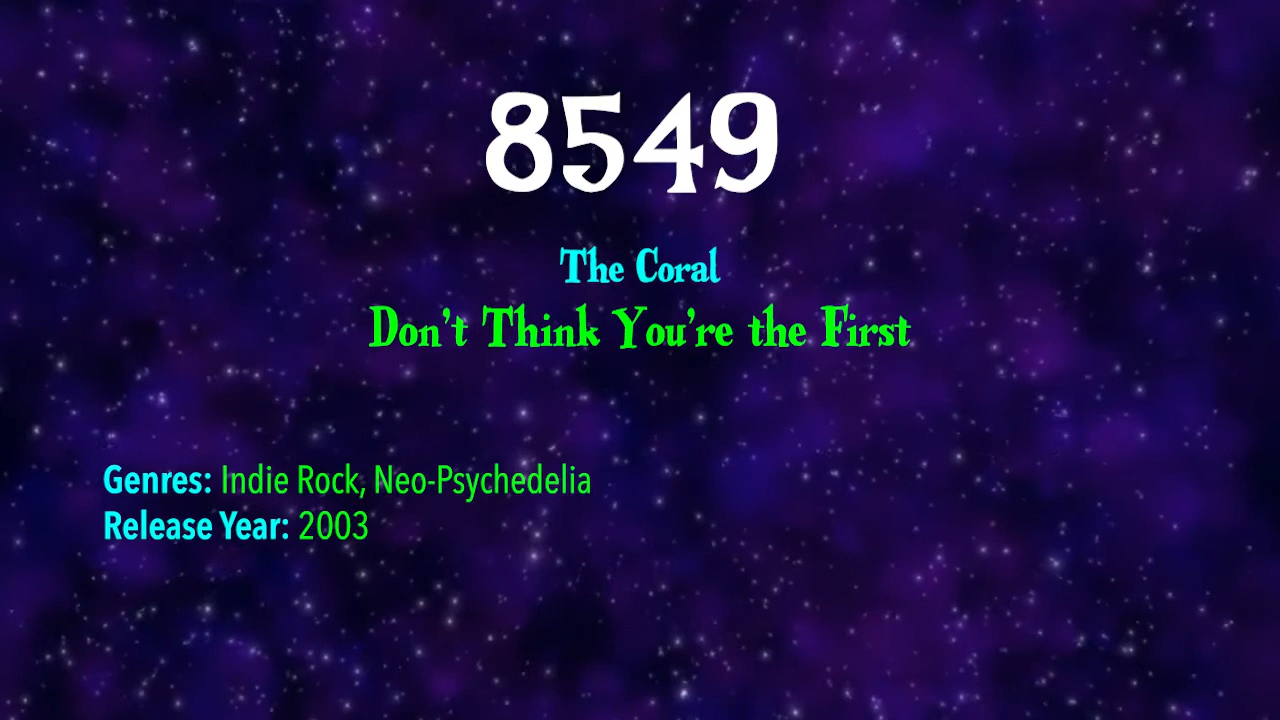 8549
The Coral
Don't Think You're the First
Genres: Indie Rock, Neo-Psychedelia
Release Year: 2003